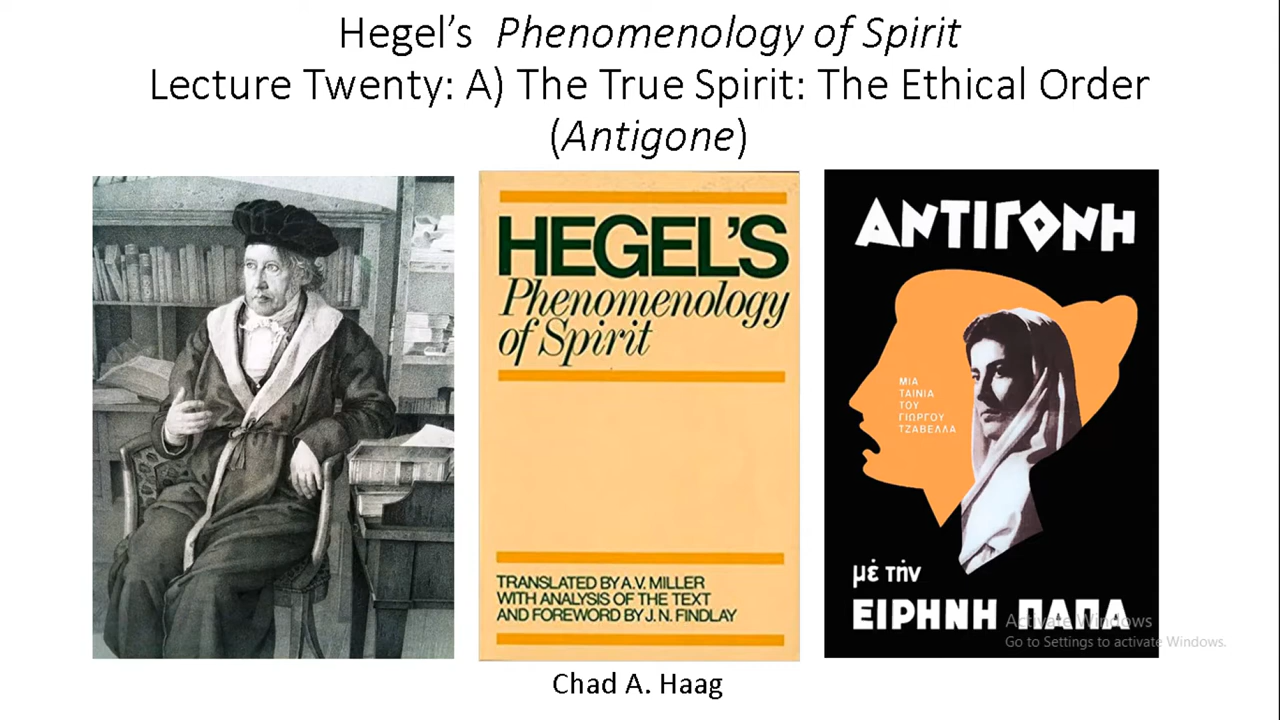 Hegel’s Phenomenology of Spirit
Lecture Twenty: A) The True Spirit: The Ethical Order
(Antigone)
HEGEL'S
Phenomenology
of Spirit
TRANSLATED BY A.V. MILLER
WITH ANALYSIS OF THE TEXT
AND FOREWORD BY J. N. FINDLAY
ΑΝΤΙΓΟΝΗ
ΜΙΑ
ΤΑΙΝΙΑ
ΤΟΥ
ΓΙΩΡΓΟΥ
ΤΖΑΒΕΛΛΑ
μέ τήν
ΕΙΡΗΝΗ ΠΑΠΑ
Activate Windows
Go to Settings to activate Windows.
Chad A. Haag